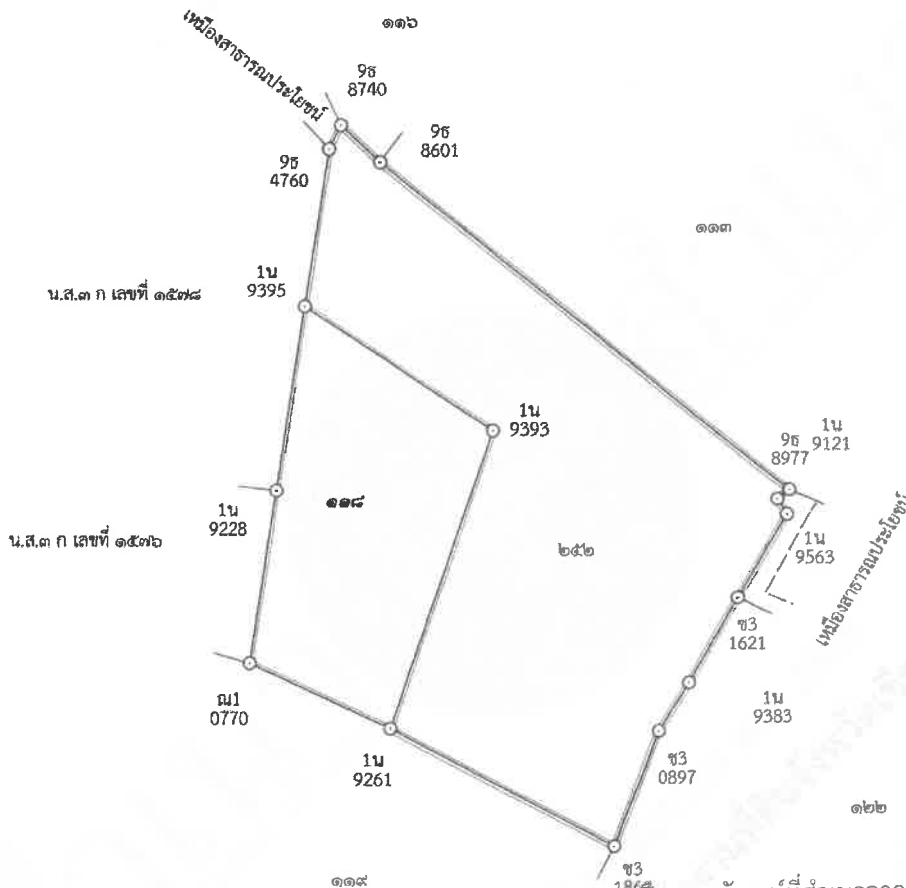 ๑๑๖
เหมืองสาธารณประโยชน์
9ธ
8740
9ธ
8601
9ธ
4760
๑๑๓
1น
9395
น.ส.๓ ก เลขที่ ๑๕๗๘
1น
9393
1น
9121
9ธ
8977
1น
9228
๑๑๘
น.ส.๓ ก เลขที่ ๑๕๗๖
๒๕๒
1น
9563
เหมืองสาธารณประโยชน์
ช3
1621
ณ1
0770
1น
9383
1น
9261
ช3
0897
๑๒๒
ช3
๑๑๙